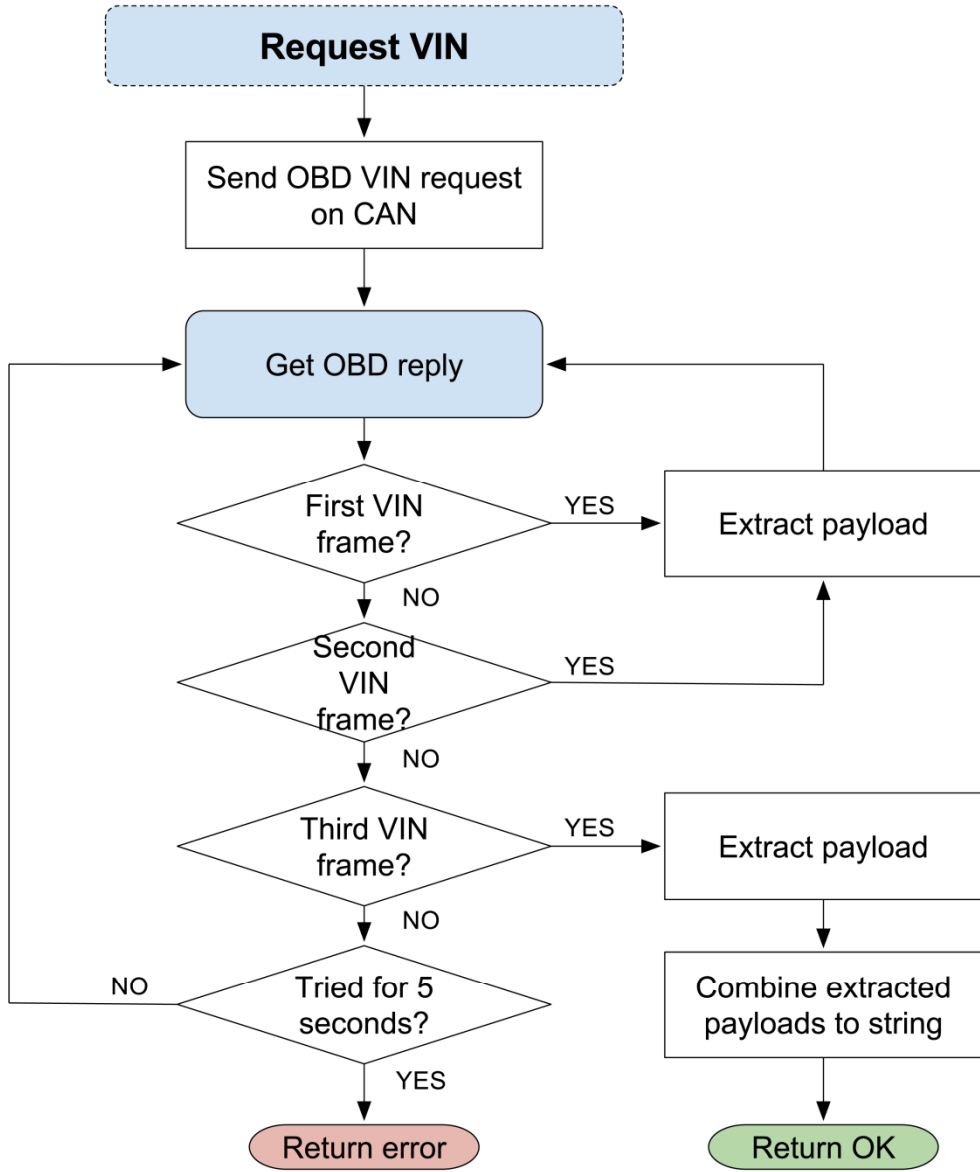 Request VIN
Send OBD VIN request
on CAN
Get OBD reply
First VIN
frame?
YES
Extract payload
NO
Second
VIN
frame?
YES
NO
Third VIN
frame?
YES
Extract payload
NO
Tried for 5
seconds?
NO
Combine extracted
payloads to string
YES
Return error
Return OK